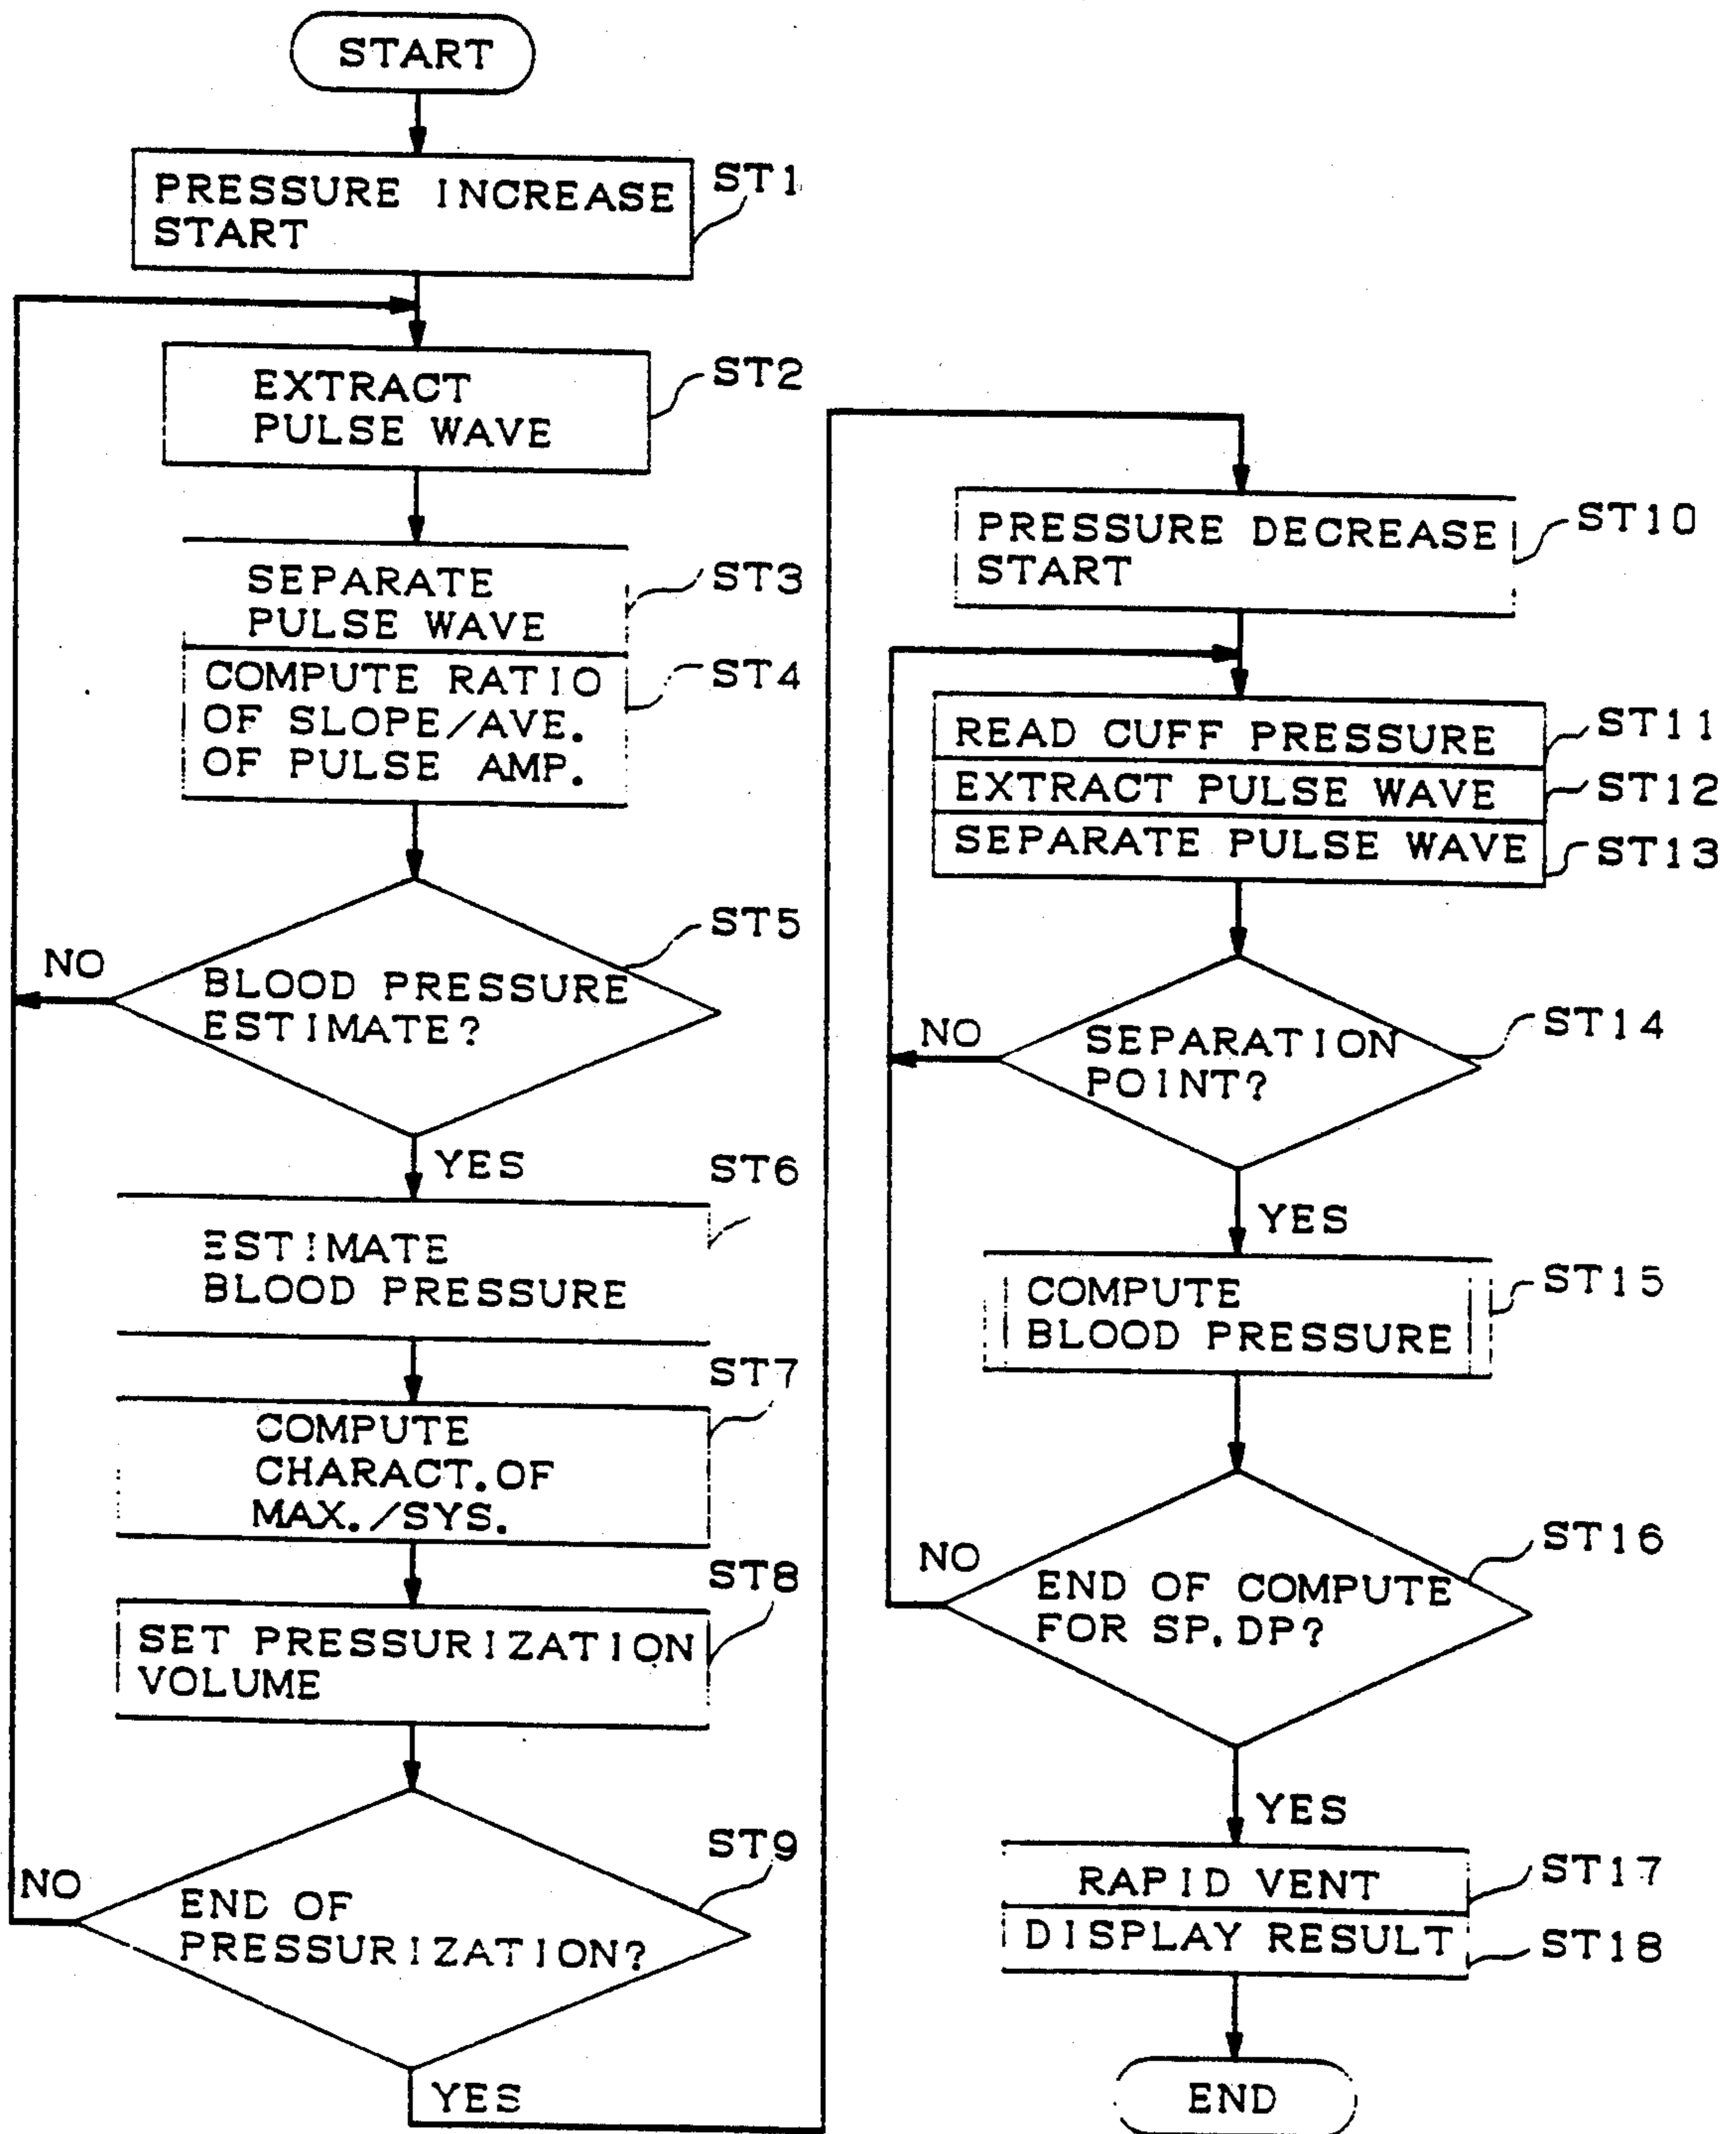 START
PRESSURE INCREASE
START
ST1
EXTRACT
PULSE WAVE
ST2
SEPARATE
PULSE WAVE
ST3
COMPUTE RATIO
OF SLOPE/AVE.
OF PULSE AMP.
ST4
BLOOD PRESSURE
ESTIMATE?
ST5
NO
YES
ESTIMATE
BLOOD PRESSURE
ST6
COMPUTE
CHARACT.OF
MAX./SYS.
ST7
SET PRESSURIZATION
VOLUME
ST8
END OF
PRESSURIZATION?
ST9
NO
YES
PRESSURE DECREASE
START
ST10
READ CUFF PRESSURE
ST11
EXTRACT PULSE WAVE
ST12
SEPARATE PULSE WAVE
ST13
SEPARATION
POINT?
ST14
NO
YES
COMPUTE
BLOOD PRESSURE
ST15
END OF COMPUTE
FOR SP.DP?
ST16
NO
YES
RAPID VENT
ST17
DISPLAY RESULT
ST18
END